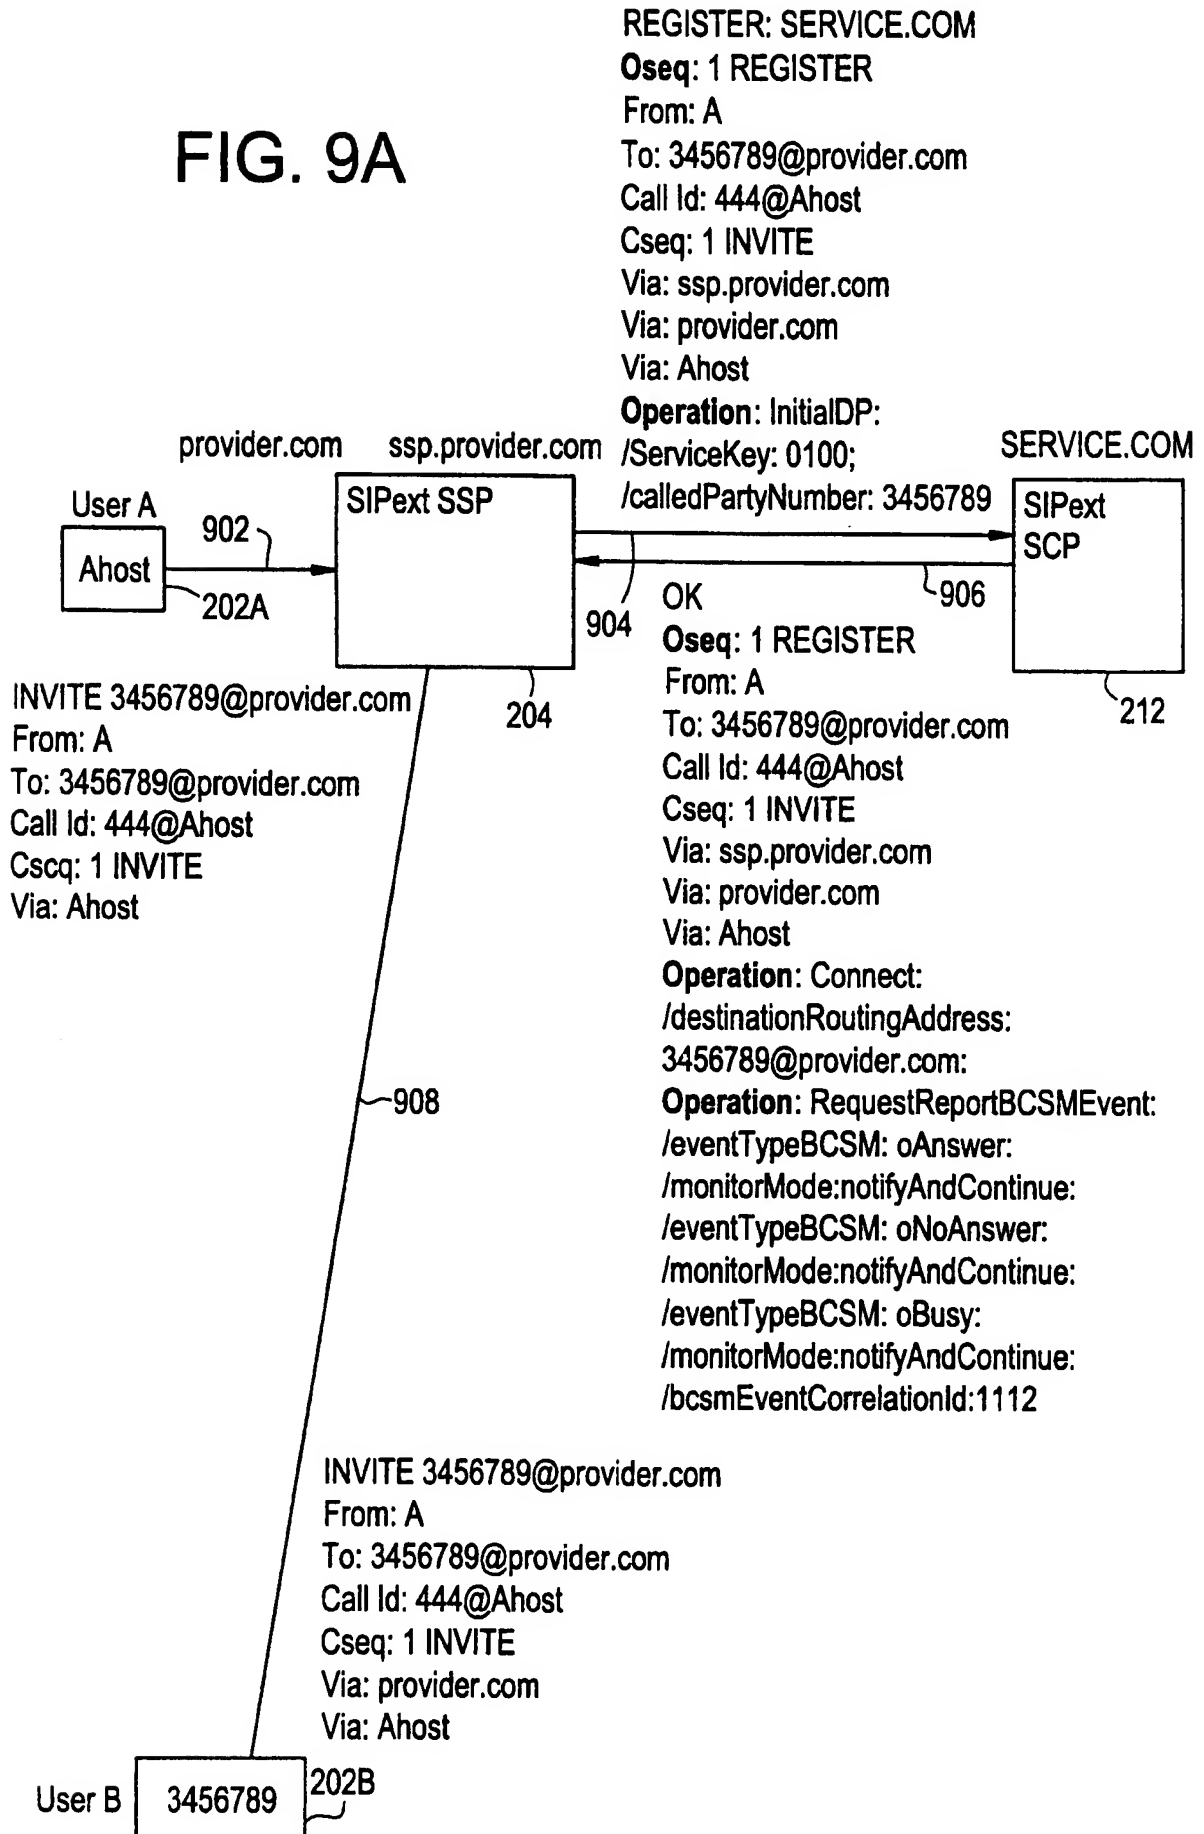 FIG. 9A
REGISTER: SERVICE.COM
Oseq: 1 REGISTER
From: A
To: 3456789@provider.com
Call Id: 444@Ahost
Cseq: 1 INVITE
Via: ssp.provider.com
Via: provider.com
Via: Ahost
Operation: InitialDP:
/ServiceKey: 0100;
/calledPartyNumber: 3456789
provider.com
ssp.provider.com
SERVICE.COM
User A
Ahost
902
202A
SIPext SSP
204
904
906
SIPext
SCP
212
INVITE 3456789@provider.com
From: A
To: 3456789@provider.com
Call Id: 444@Ahost
Cscq: 1 INVITE
Via: Ahost
OK
Oseq: 1 REGISTER
From: A
To: 3456789@provider.com
Call Id: 444@Ahost
Cseq: 1 INVITE
Via: ssp.provider.com
Via: provider.com
Via: Ahost
Operation: Connect:
/destinationRoutingAddress:
3456789@provider.com:
Operation: RequestReportBCSMEvent:
/eventTypeBCSM: oAnswer:
/monitorMode:notifyAndContinue:
/eventTypeBCSM: oNoAnswer:
/monitorMode:notifyAndContinue:
/eventTypeBCSM: oBusy:
/monitorMode:notifyAndContinue:
/bcsmEventCorrelationId:1112
908
INVITE 3456789@provider.com
From: A
To: 3456789@provider.com
Call Id: 444@Ahost
Cseq: 1 INVITE
Via: provider.com
Via: Ahost
User B
3456789
202B